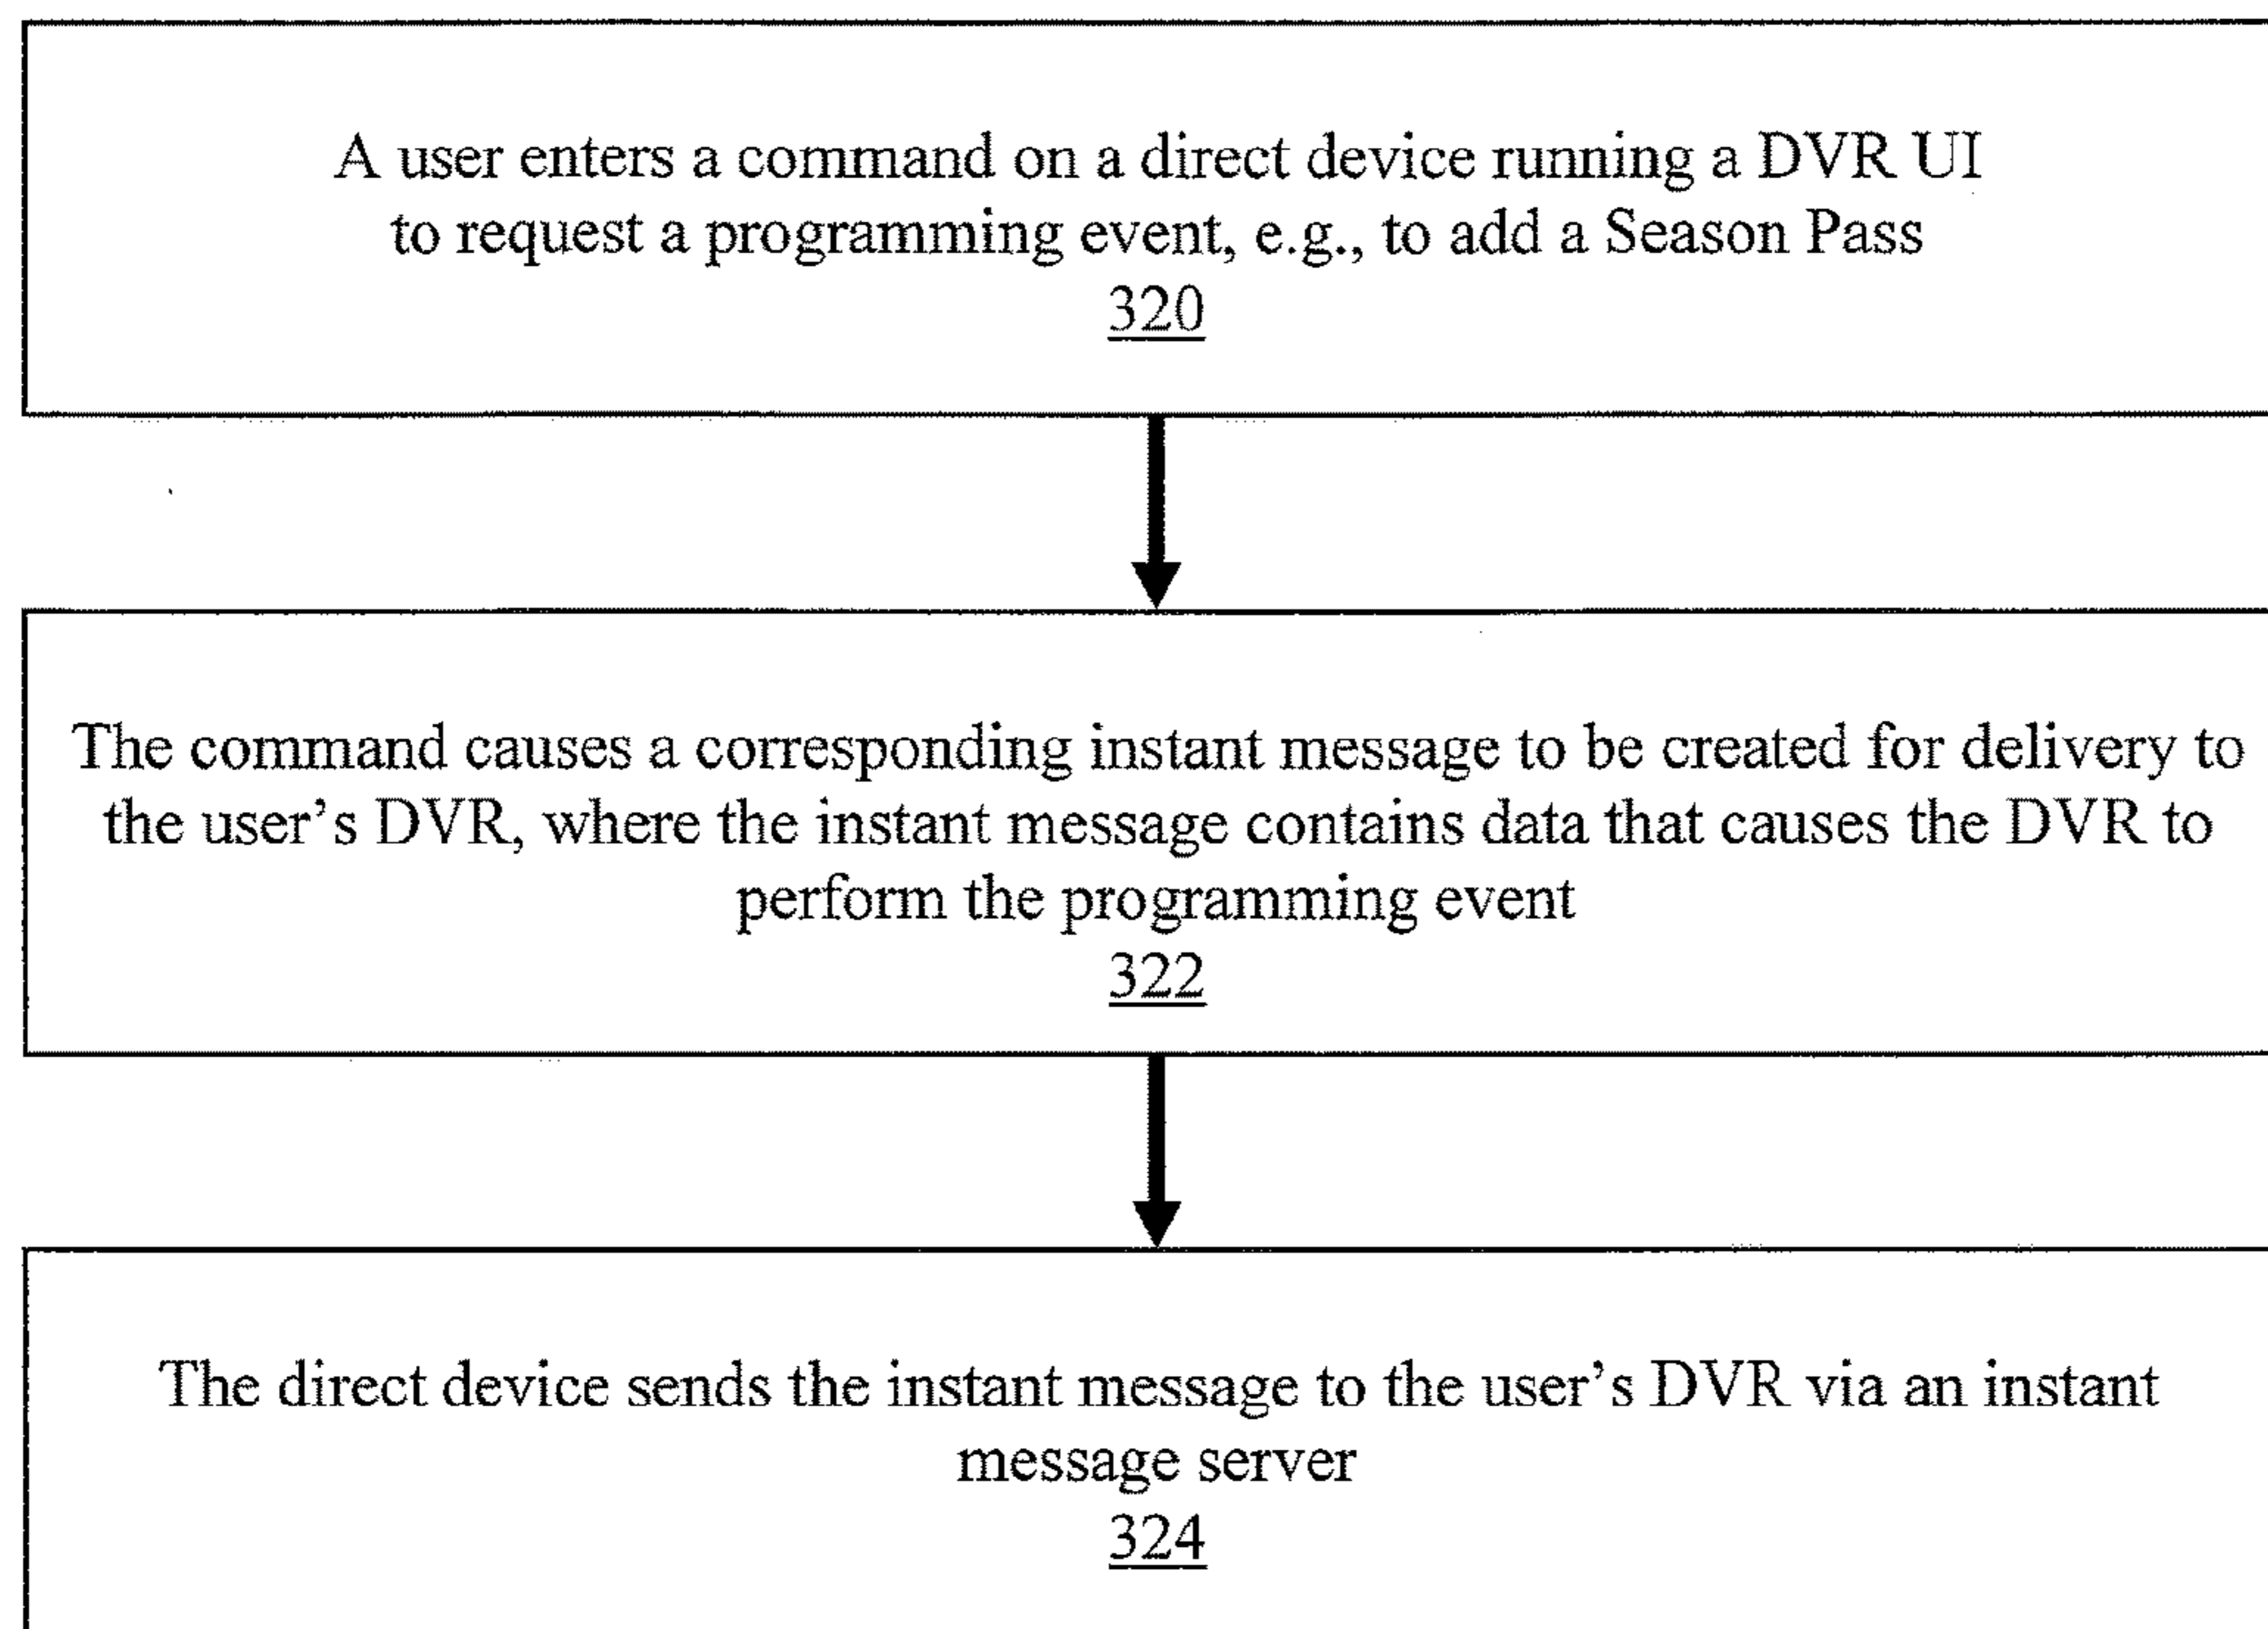 A user enters a command on a direct device running a DVR UI
to request a programming event, e.g., to add a Season Pass
320
The command causes a corresponding instant message to be created for delivery to
the user’s DVR, where the instant message contains data that causes the DVR to
perform the programming event
322
The direct device sends the instant message to the user’s DVR via an instant
message server
324